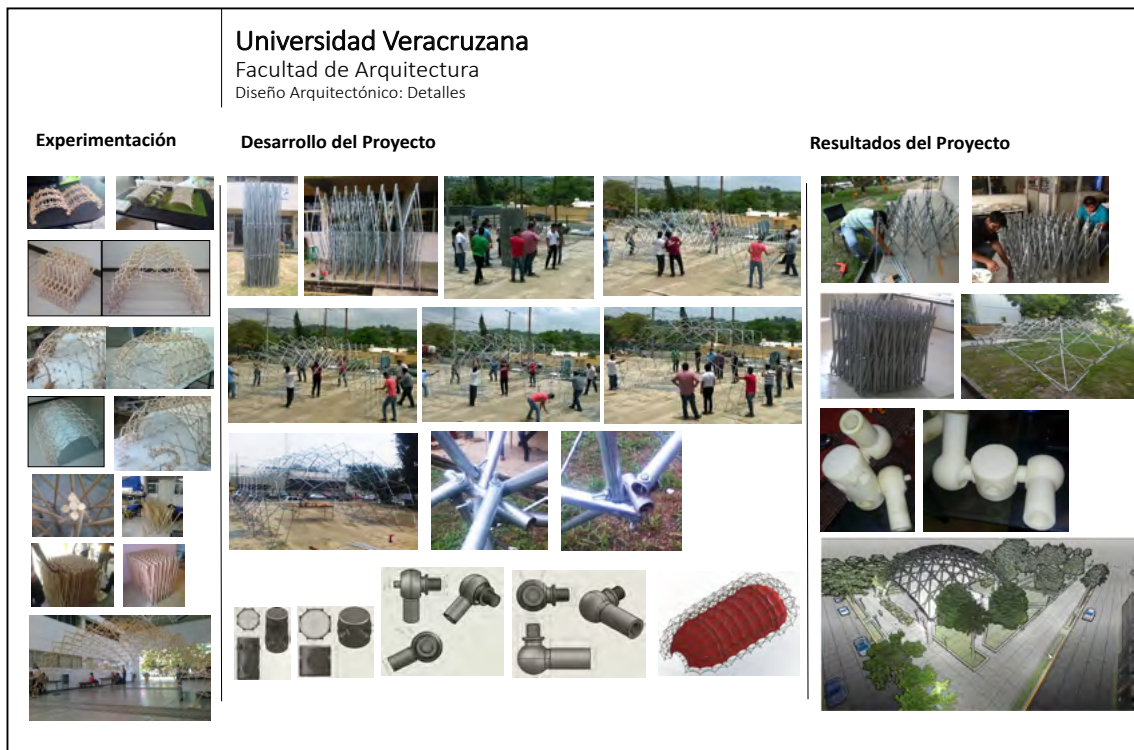 Universidad Veracruzana
Facultad de Arquitectura
Diseño Arquitectónico: Detalles
Experimentación
Desarrollo del Proyecto
Resultados del Proyecto